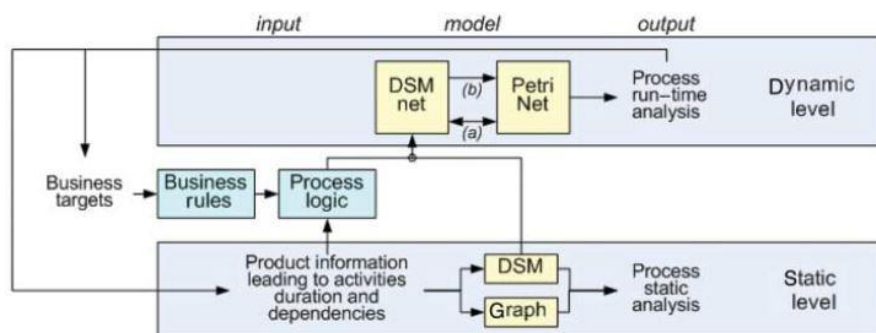 input model output
DSM
net
(b)
(a)
Petri
Net
Process
run–time
analysis
Dynamic
level
Business
targets
Business
rules
Process
logic
Product information
leading to activities
duration and
dependencies
DSM
Graph
Process
static
analysis
Static
level